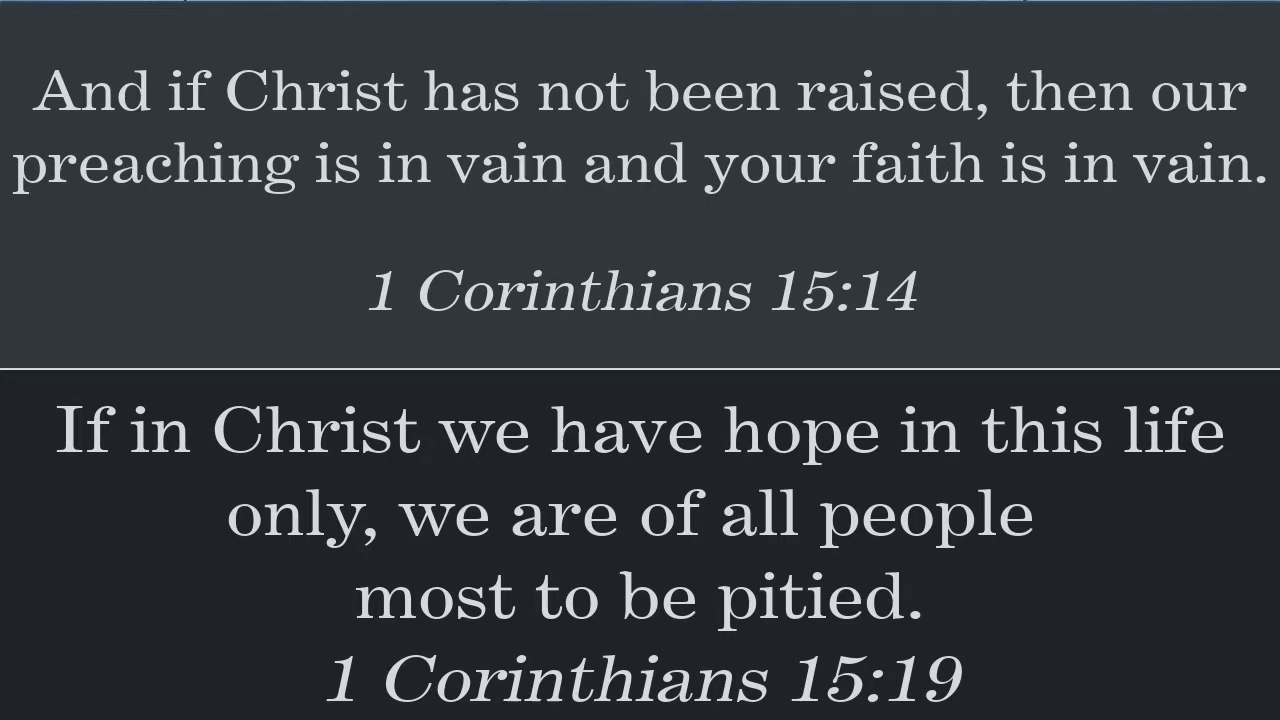 And if Christ has not been raised, then our
preaching is in vain and your faith is in vain.
1 Corinthians 15:14
If in Christ we have hope in this life
only, we are of all people
most to be pitied.
1 Corinthians 15:19